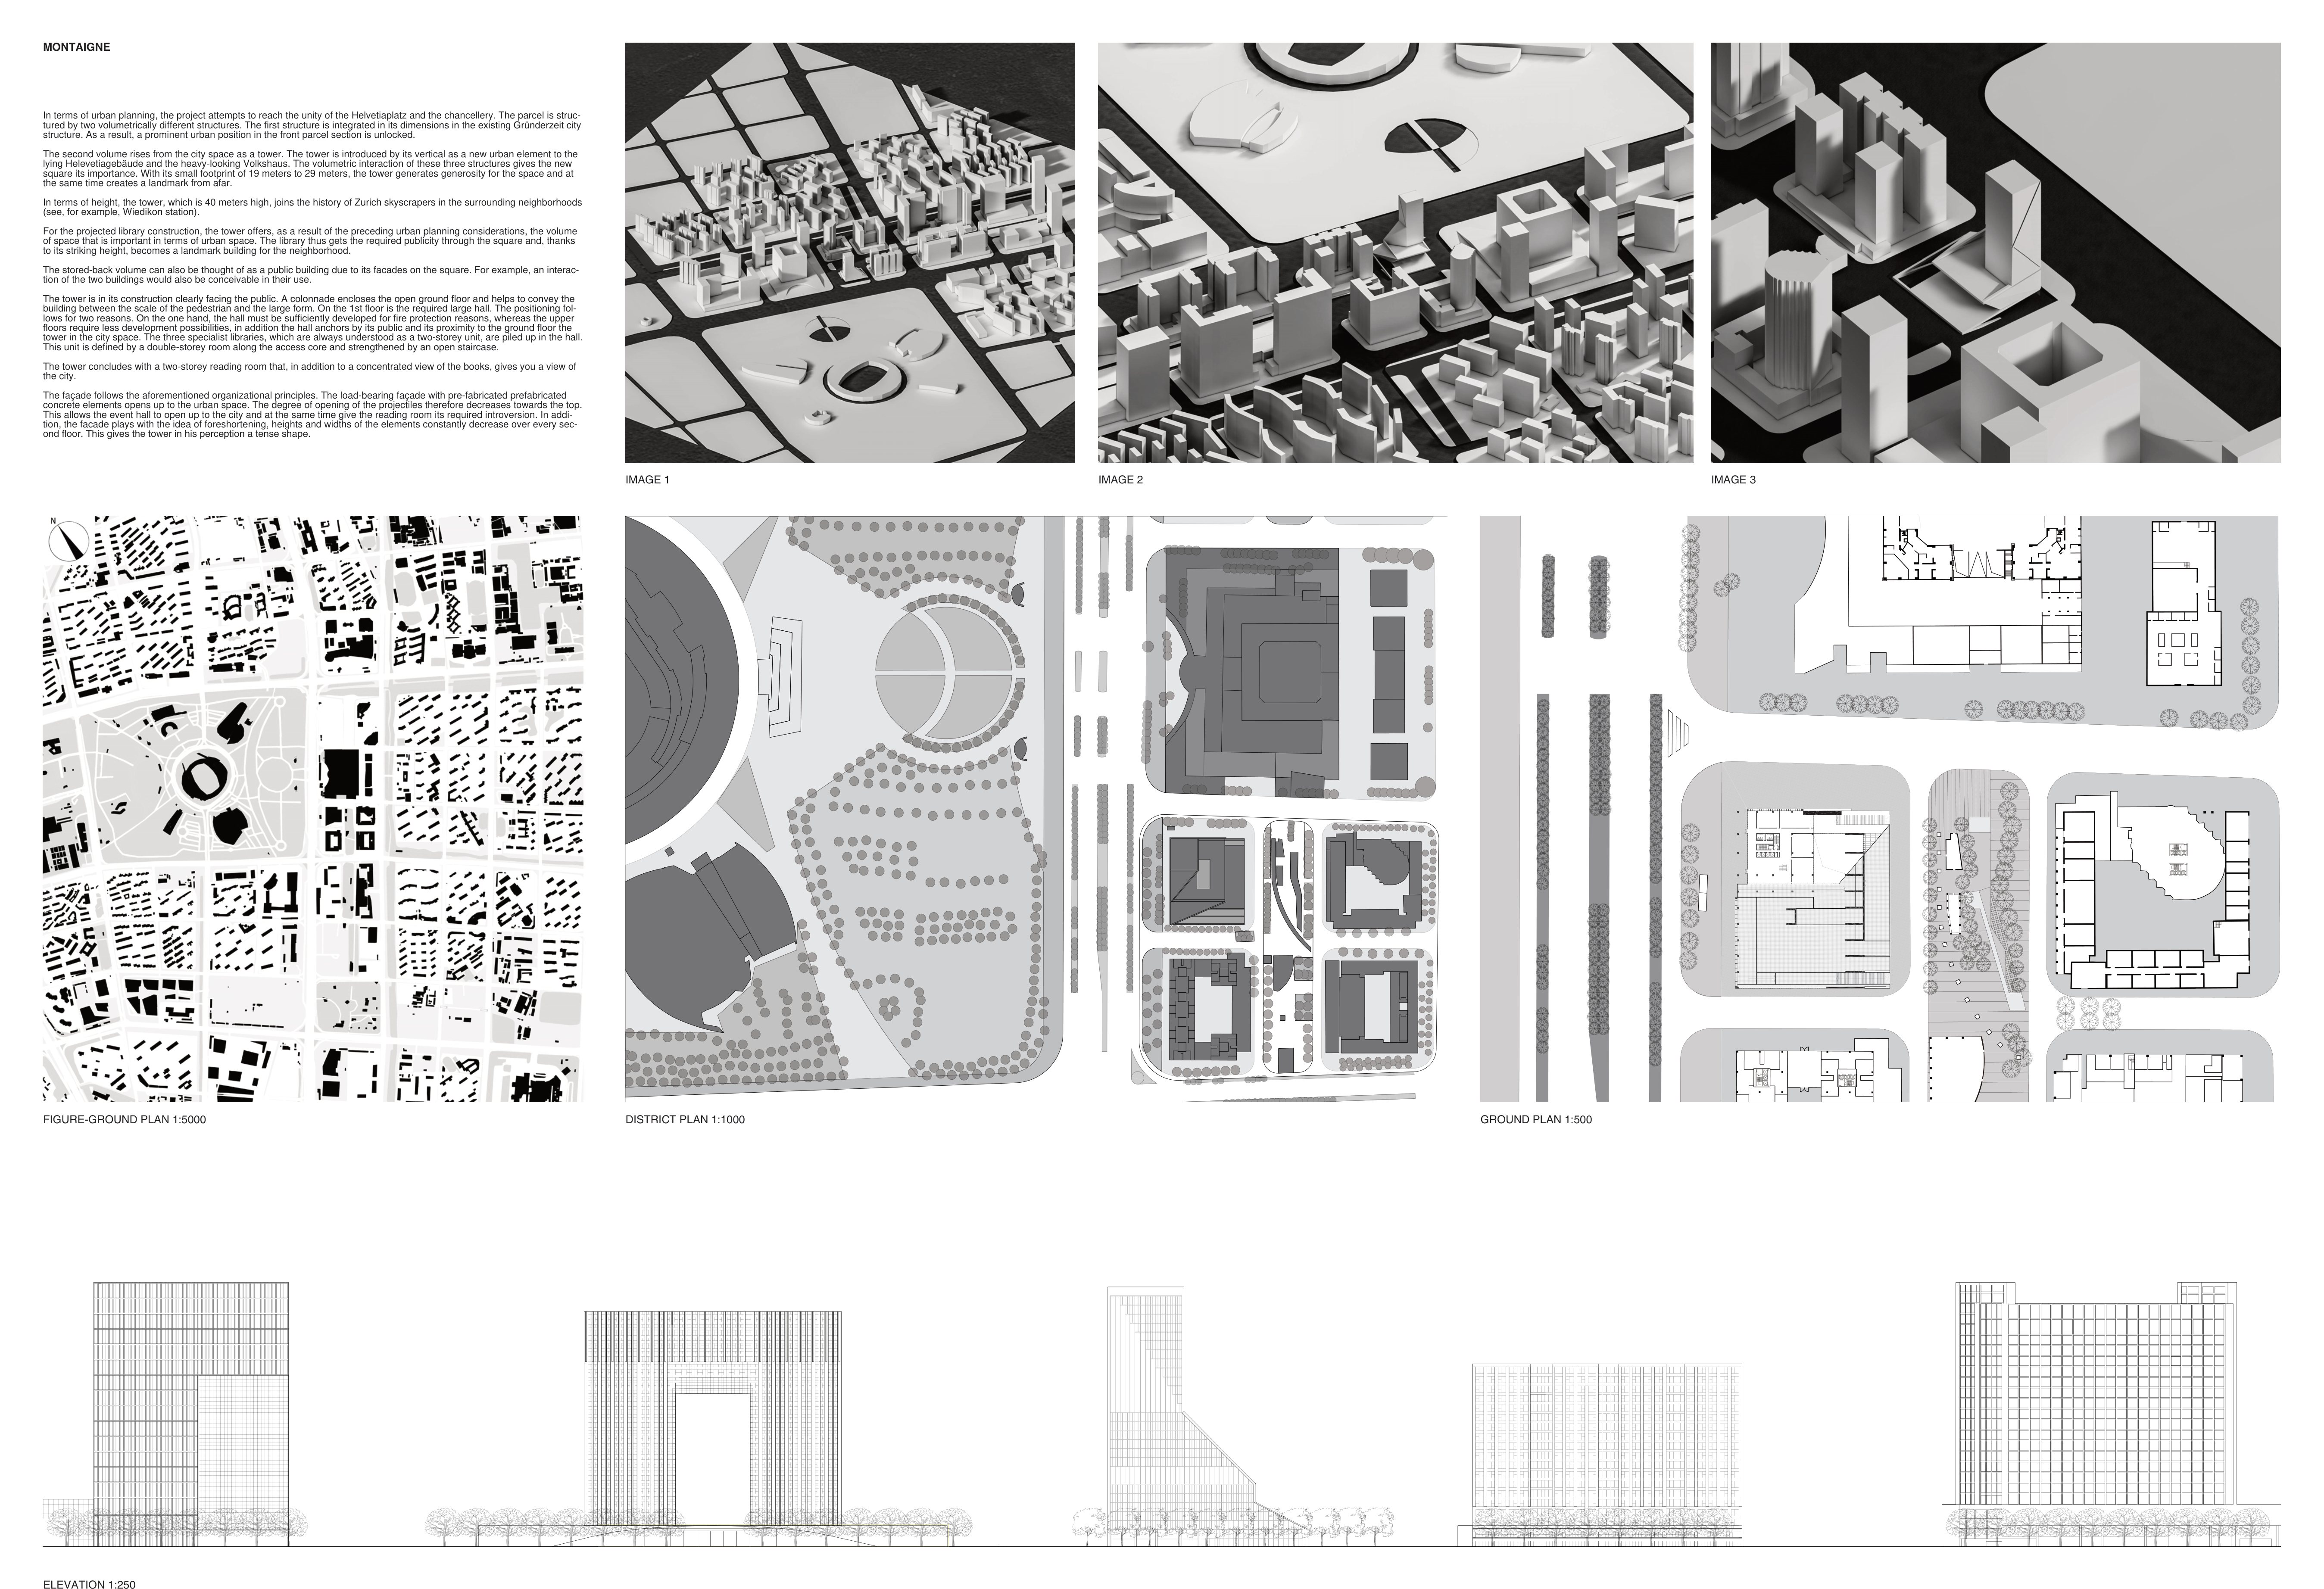 MONTAIGNE
In terms of urban planning, the project attempts to reach the unity of the Helvetiaplatz and the chancellery. The parcel is struc-
tured by two volumetrically different structures. The first structure is integrated in its dimensions in the existing Gründerzeit city
structure. As a result, a prominent urban position in the front parcel section is unlocked.
The second volume rises from the city space as a tower. The tower is introduced by its vertical as a new urban element to the
lying Helevetiagebäude and the heavy-looking Volkshaus. The volumetric interaction of these three structures gives the new
square its importance. With its small footprint of 19 meters to 29 meters, the tower generates generosity for the space and at
the same time creates a landmark from afar.
In terms of height, the tower, which is 40 meters high, joins the history of Zurich skyscrapers in the surrounding neighborhoods
(see, for example, Wiedikon station).
For the projected library construction, the tower offers, as a result of the preceding urban planning considerations, the volume
of space that is important in terms of urban space. The library thus gets the required publicity through the square and, thanks
to its striking height, becomes a landmark building for the neighborhood.
The stored-back volume can also be thought of as a public building due to its facades on the square. For example, an interac-
tion of the two buildings would also be conceivable in their use.
The tower is in its construction clearly facing the public. A colonnade encloses the open ground floor and helps to convey the
building between the scale of the pedestrian and the large form. On the 1st floor is the required large hall. The positioning fol-
lows for two reasons. On the one hand, the hall must be sufficiently developed for fire protection reasons, whereas the upper
floors require less development possibilities, in addition the hall anchors by its public and its proximity to the ground floor the
tower in the city space. The three specialist libraries, which are always understood as a two-storey unit, are piled up in the hall.
This unit is defined by a double-storey room along the access core and strengthened by an open staircase.
The tower concludes with a two-storey reading room that, in addition to a concentrated view of the books, gives you a view of
the city.
The façade follows the aforementioned organizational principles. The load-bearing façade with pre-fabricated prefabricated
concrete elements opens up to the urban space. The degree of opening of the projectiles therefore decreases towards the top.
This allows the event hall to open up to the city and at the same time give the reading room its required introversion. In addi-
tion, the facade plays with the idea of foreshortening, heights and widths of the elements constantly decrease over every sec-
ond floor. This gives the tower in his perception a tense shape.
IMAGE 1
IMAGE 2
IMAGE 3
N
FIGURE-GROUND PLAN 1:5000
DISTRICT PLAN 1:1000
GROUND PLAN 1:500
ELEVATION 1:250